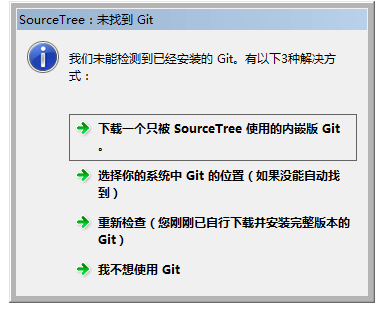 SourceTree：未找到 Git
我们未能检测到已经安装的 Git。有以下3种解决方
式：
下载一个只被 SourceTree 使用的内嵌版 Git
。
选择你的系统中 Git 的位置（如果没能自动找
到）
重新检查（您刚刚已自行下载并安装完整版本的
Git）
我不想使用 Git